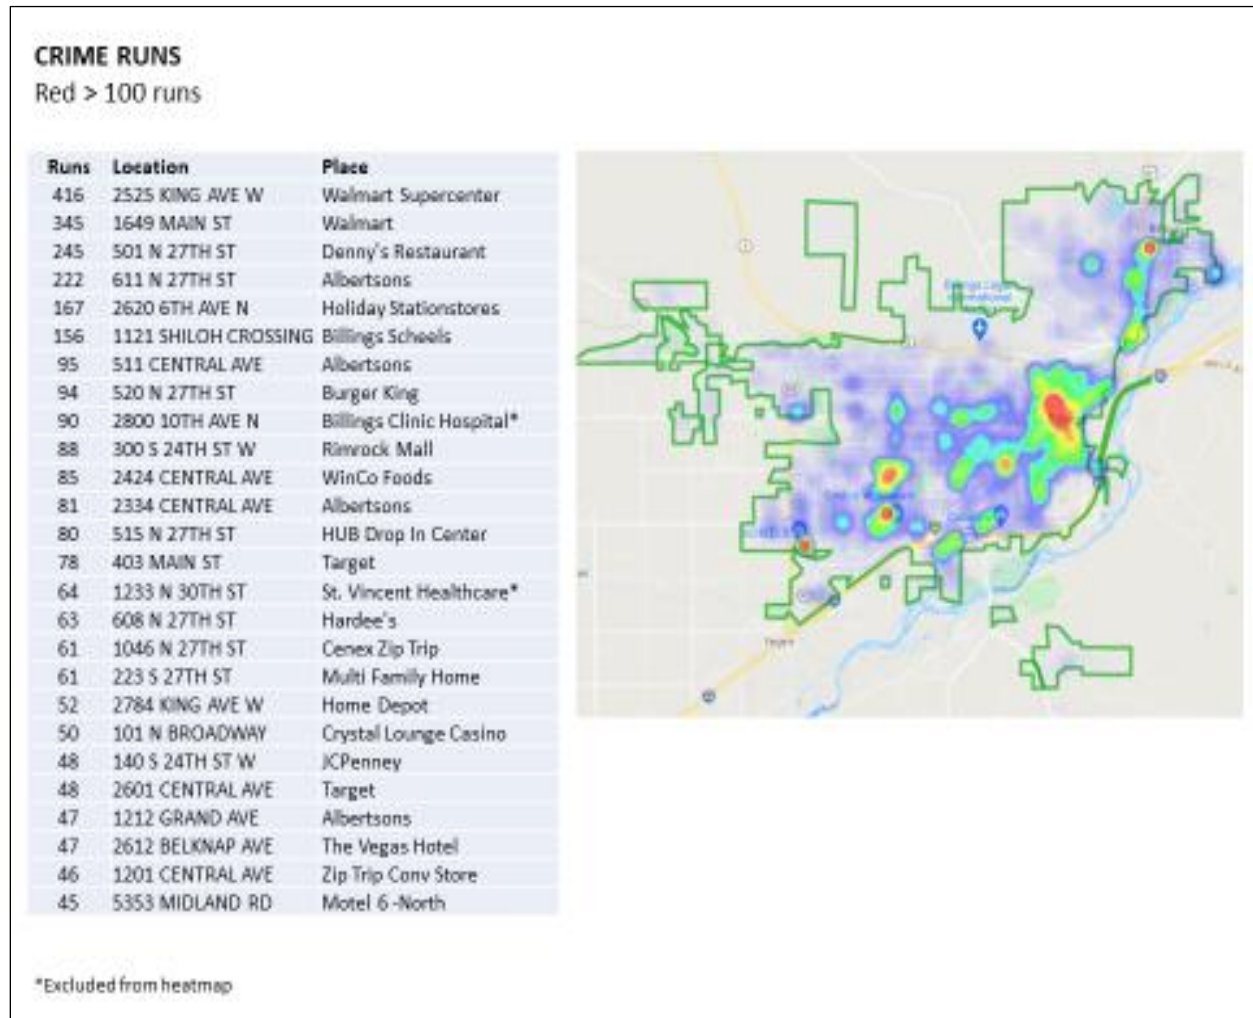 CRIME RUNS
Red > 100 runs
Runs Location Place
416 2525 KING AVE W Walmart Supercenter
345 1649 MAIN ST Walmart
245 501 N 27TH ST Denny's Restaurant
222 611 N 27TH ST Albertsons
167 2620 6TH AVE N Holiday Stationstores
156 1121 SHILOH CROSSING Billings Scheels
95 511 CENTRAL AVE Albertsons
94 520 N 27TH ST Burger King
90 2800 10TH AVE N Billings Clinic Hospital*
88 300 S 24TH ST W Rimrock Mall
85 2424 CENTRAL AVE WinCo Foods
81 2334 CENTRAL AVE Albertsons
80 515 N 27TH ST HUB Drop In Center
78 403 MAIN ST Target
64 1233 N 30TH ST St. Vincent Healthcare*
63 608 N 27TH ST Hardee's
61 1046 N 27TH ST Cenex Zip Trip
61 223 S 27TH ST Multi Family Home
52 2784 KING AVE W Home Depot
50 101 N BROADWAY Crystal Lounge Casino
48 140 S 24TH ST W JCPenney
48 2601 CENTRAL AVE Target
47 1212 GRAND AVE Albertsons
47 2612 BELKNAP AVE The Vegas Hotel
46 1201 CENTRAL AVE Zip Trip Conv Store
45 5353 MIDLAND RD Motel 6 -North
*Excluded from heatmap